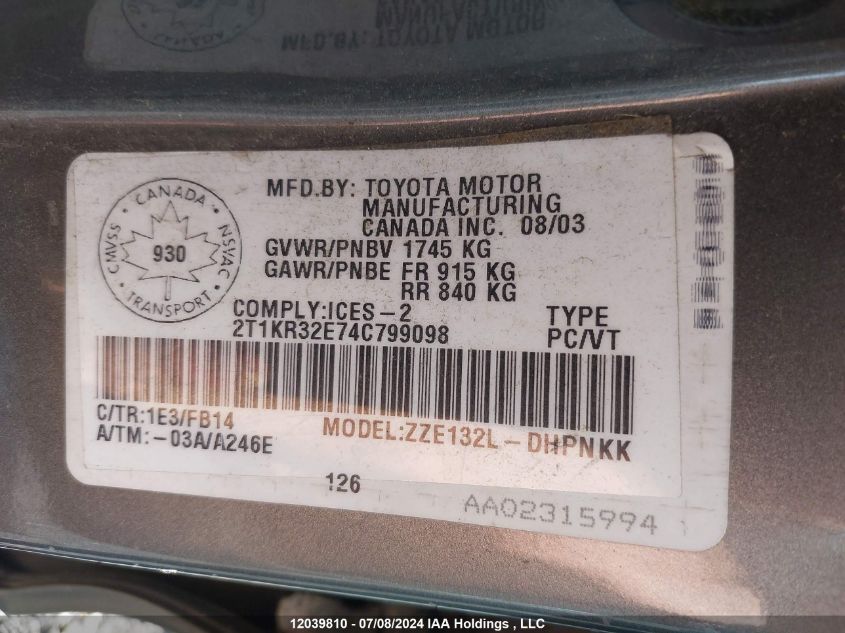 MFD.BY: TOYOTA MOTOR
MANUFACTURING
CANADA INC. 08/03
GVWR/PNBV 1745 KG
GAWR/PNBE FR 915 KG
RR 840 KG
CANADA
CMVSS
NSVAC
930
TRANSPORT
COMPLY:ICES-2
2T1KR32E74C799098
TYPE
PC/VT
C/TR:1E3/FB14
A/TM:-03A/A246E
MODEL:ZZE132L-DHPNKK
126
AA02315994
12039810 - 07/08/2024 IAA Holdings , LLC